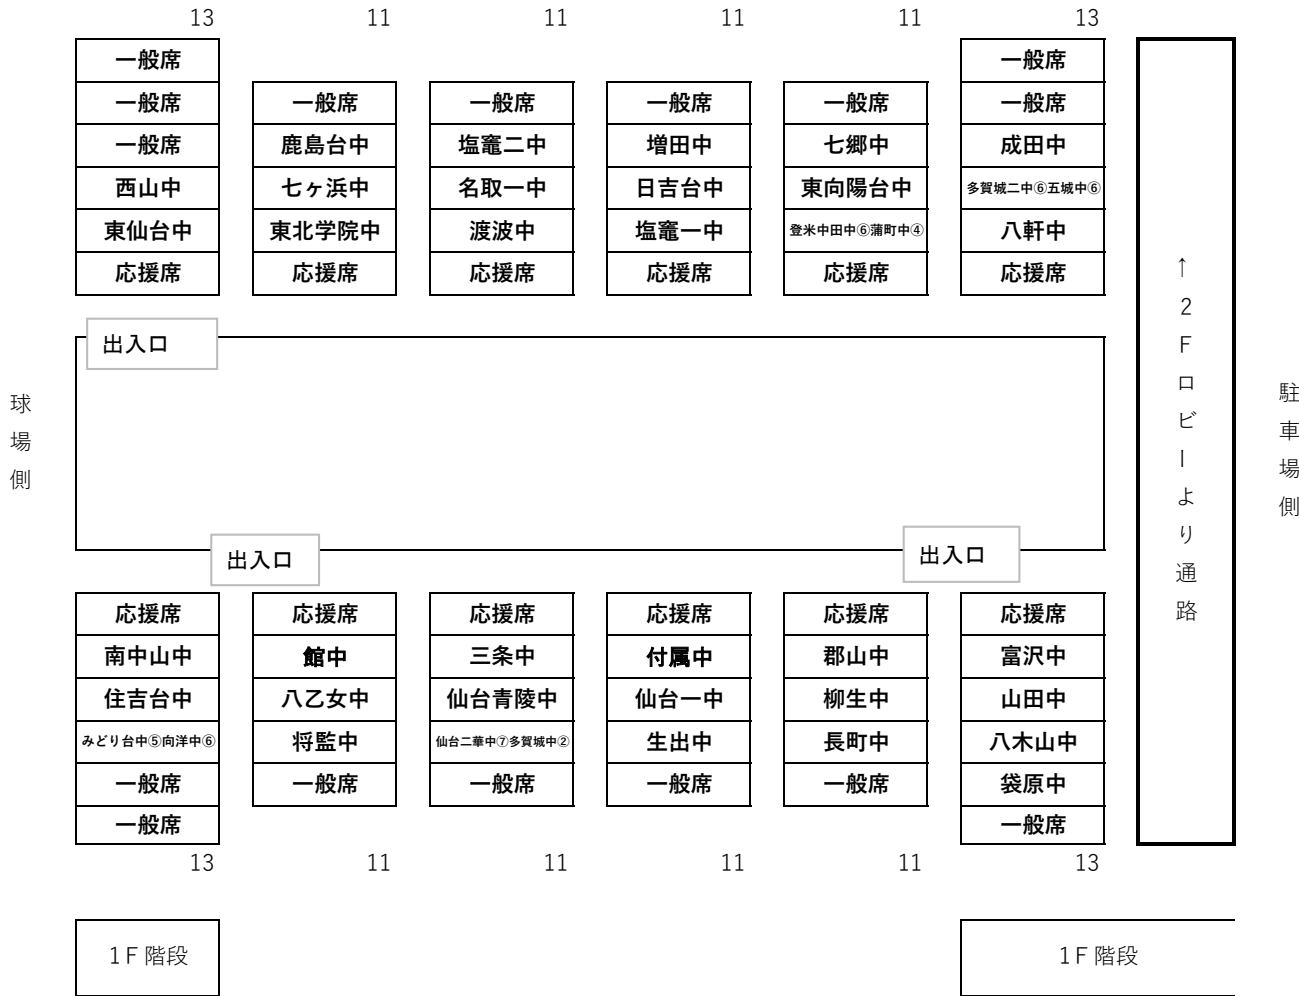 13 11 11 11 11 13
一般席 一般席
一般席 一般席 一般席 一般席 一般席 一般席
一般席 鹿島台中 塩竈二中 増田中 七郷中 成田中
西山中 七ヶ浜中 名取一中 日吉台中 東向陽台中 多賀城二中⑥五城中⑥
東仙台中 東北学院中 渡波中 塩竈一中 登米中田中⑥蒲町中④ 八軒中
応援席 応援席 応援席 応援席 応援席 応援席
出入口
球場側
↑2Fロビーより通路
駐車場側
出入口 出入口
応援席 応援席 応援席 応援席 応援席 応援席
南中山中 館中 三条中 付属中 郡山中 富沢中
住吉台中 八乙女中 仙台青陵中 仙台一中 柳生中 山田中
みどり台中⑤向洋中⑥ 将監中 仙台二華中⑦多賀城中② 生出中 長町中 八木山中
一般席 一般席 一般席 一般席 一般席 袋原中
一般席 一般席
13 11 11 11 11 13
1F階段 1F階段